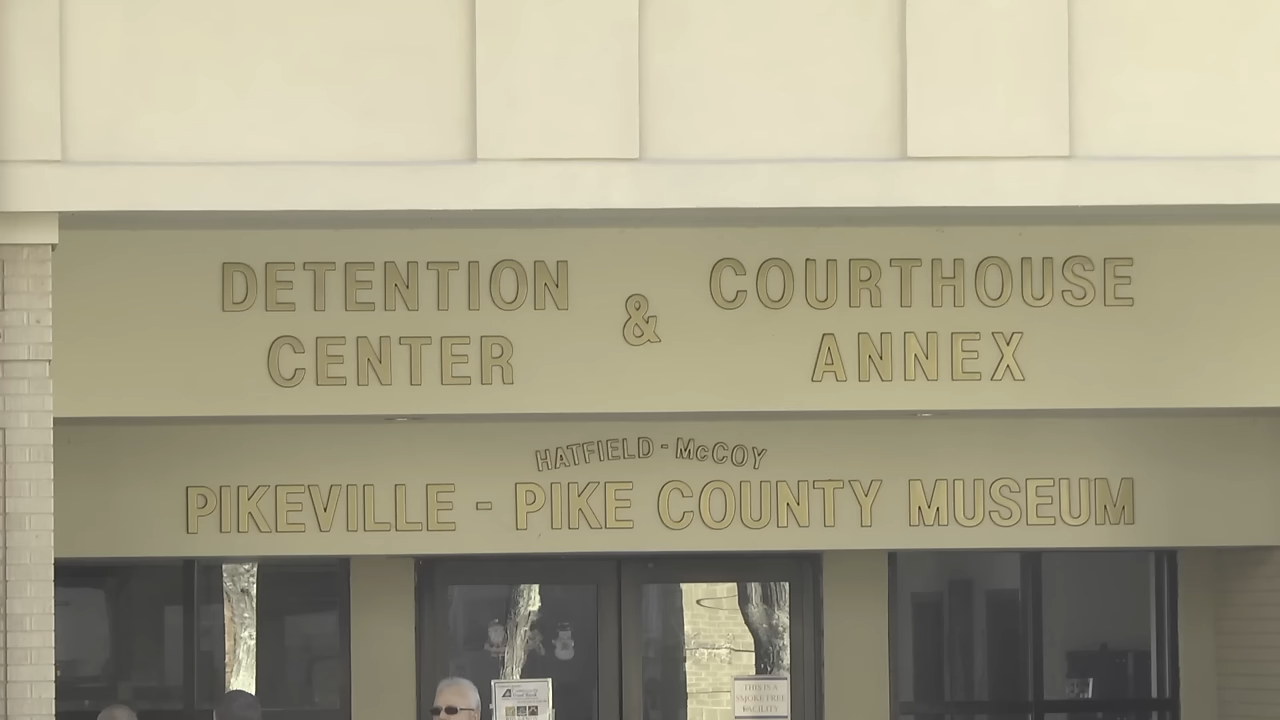 DETENTION
CENTER
&
COURTHOUSE
ANNEX
HATFIELD - McCOY
PIKEVILLE - PIKE COUNTY MUSEUM
THIS IS A
SMOKE FREE
FACILITY